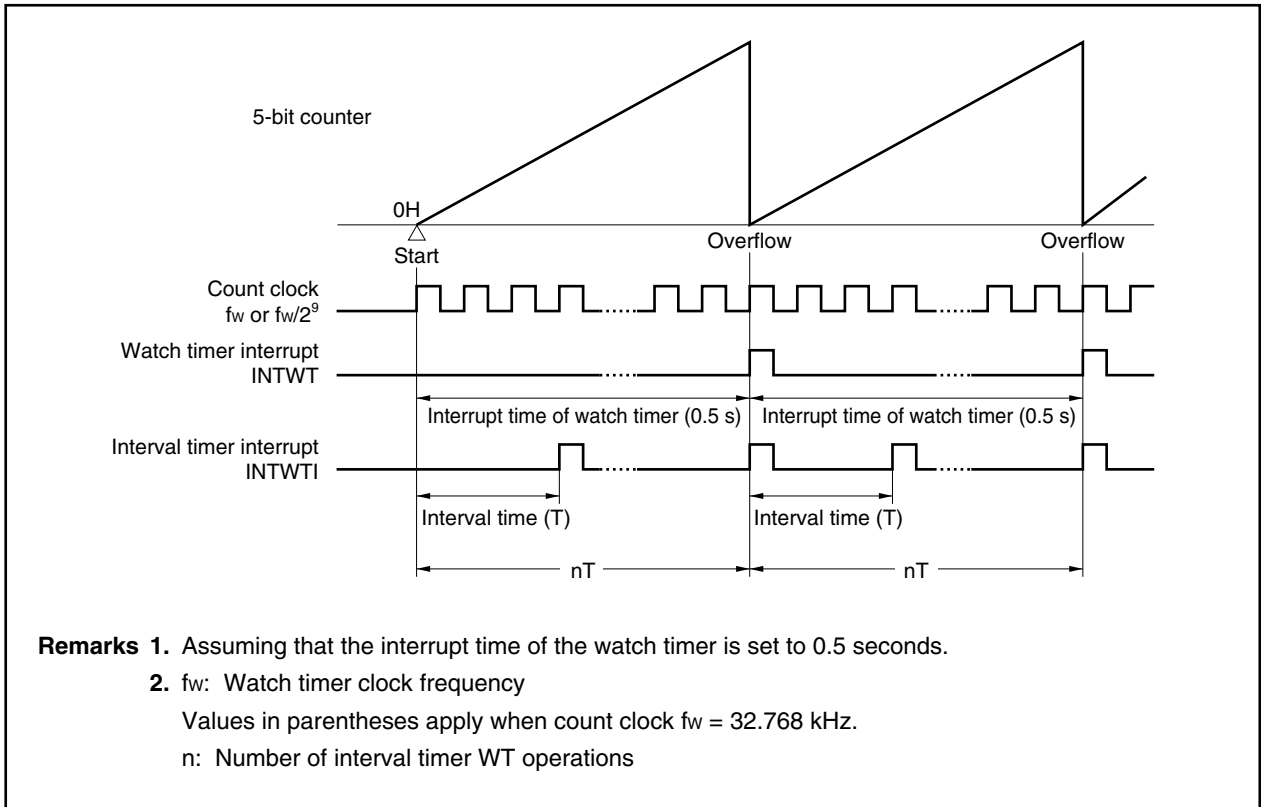 5-bit counter
0H
Start
Overflow
Overflow
Count clock
fw or fw/2⁹
Watch timer interrupt
INTWT
Interrupt time of watch timer (0.5 s)
Interrupt time of watch timer (0.5 s)
Interval timer interrupt
INTWTI
Interval time (T)
Interval time (T)
nT
nT
Remarks 1. Assuming that the interrupt time of the watch timer is set to 0.5 seconds.
2. fw: Watch timer clock frequency
Values in parentheses apply when count clock fw = 32.768 kHz.
n: Number of interval timer WT operations